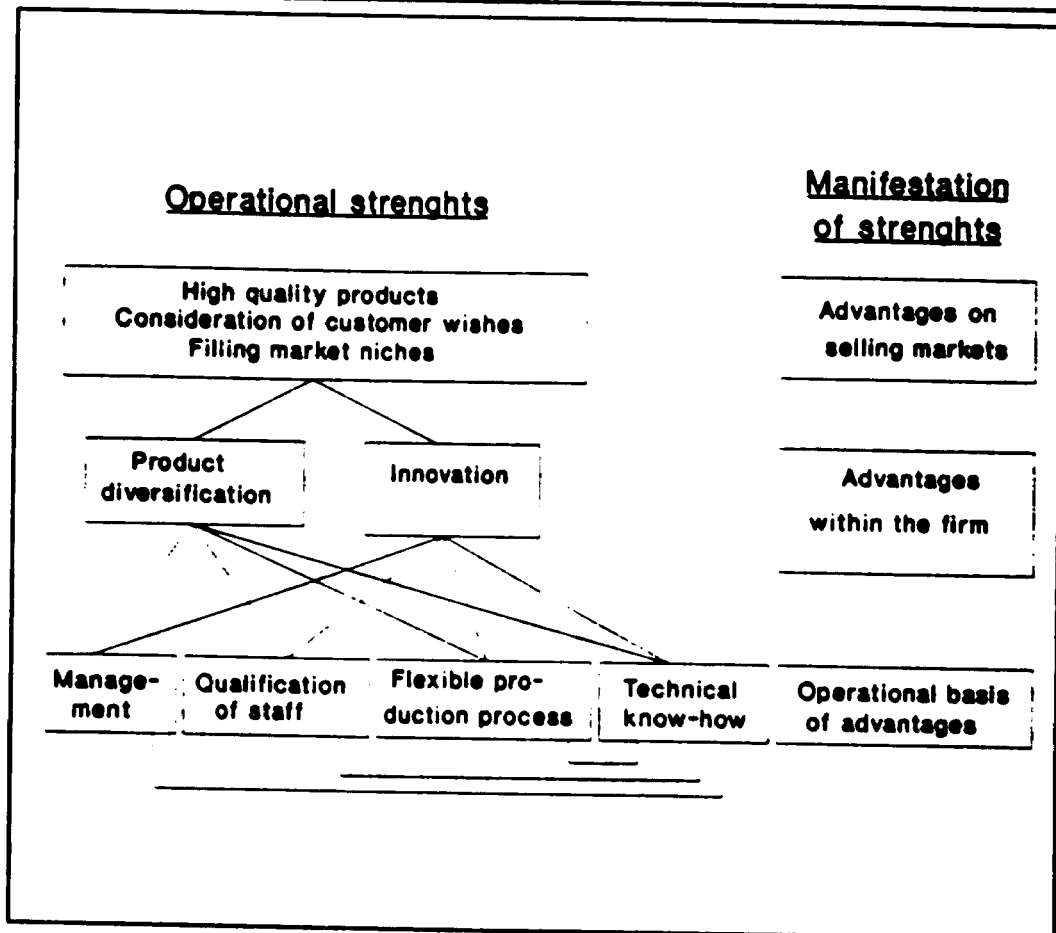 Operational strenghts
Manifestation
of strenghts
High quality products
Consideration of customer wishes
Filling market niches
Advantages on
selling markets
Product
diversification
Innovation
Advantages
within the firm
Manage-
ment
Qualification
of staff
Flexible pro-
duction process
Technical
know-how
Operational basis
of advantages